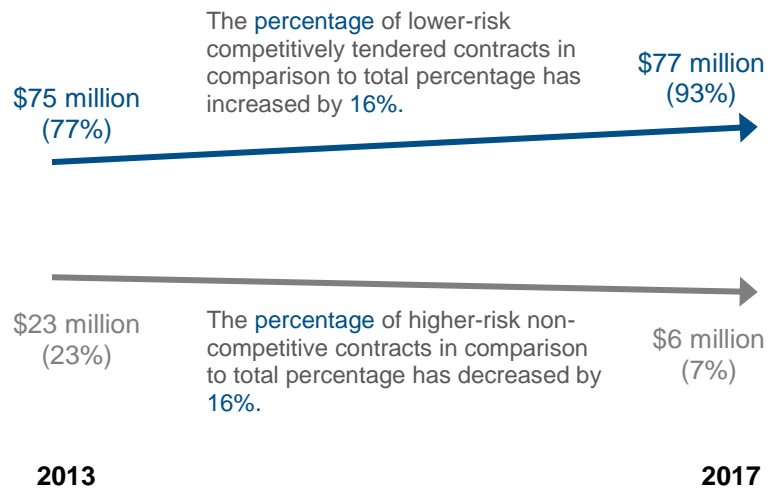 The percentage of lower-risk
competitively tendered contracts in
comparison to total percentage has
increased by 16%.
$75 million
(77%)
$77 million
(93%)
$23 million
(23%)
The percentage of higher-risk non-
competitive contracts in comparison
to total percentage has decreased by
16%.
$6 million
(7%)
2013
2017